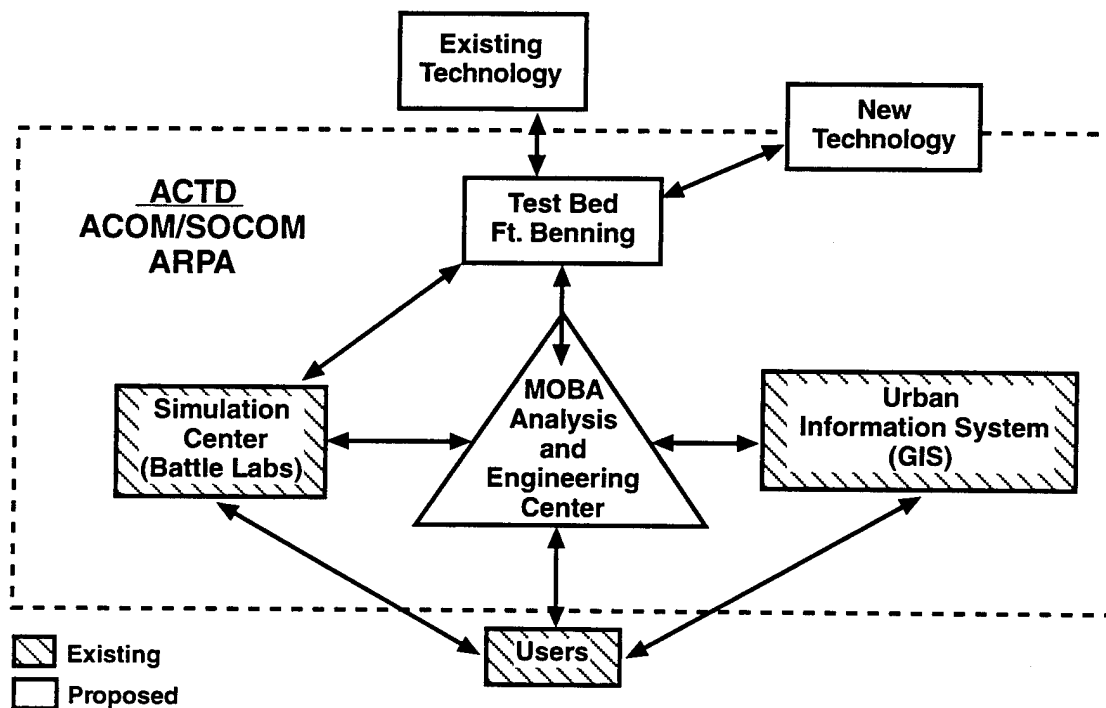 Existing
Technology
New
Technology
ACTD
ACOM/SOCOM
ARPA
Test Bed
Ft. Benning
Simulation
Center
(Battle Labs)
MOBA
Analysis
and
Engineering
Center
Urban
Information System
(GIS)
Users
Existing
Proposed